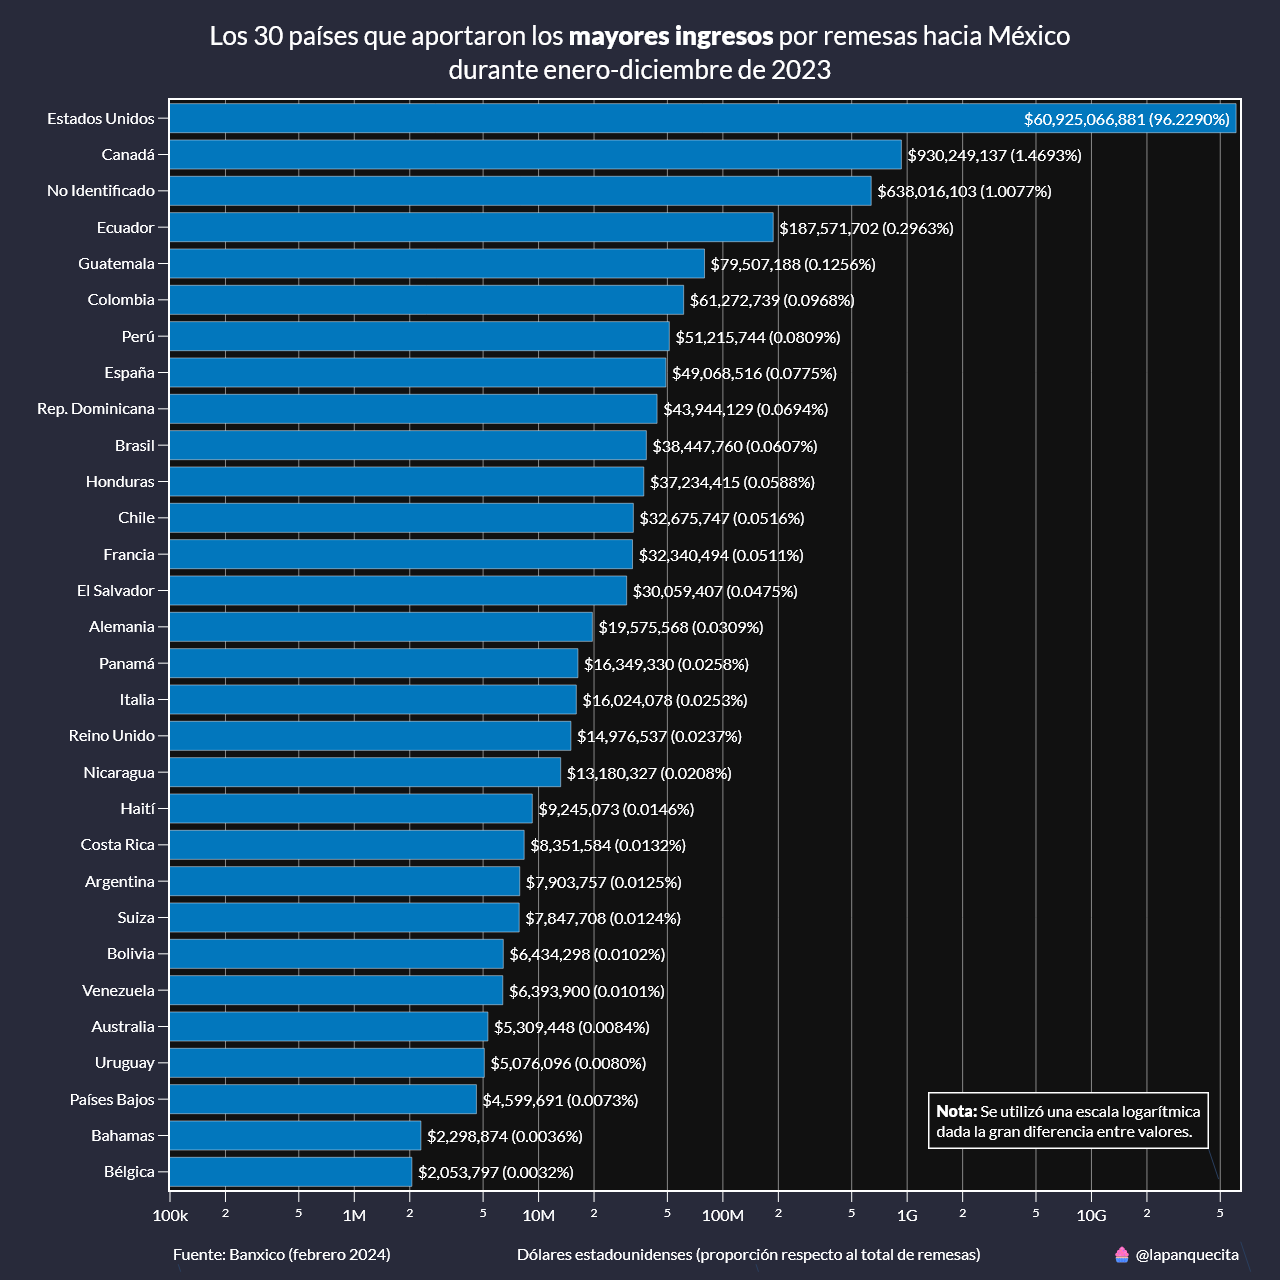 Los 30 países que aportaron los mayores ingresos por remesas hacia México
durante enero-diciembre de 2023
Estados Unidos $60,925,066,881 (96.2290%)
Canadá $930,249,137 (1.4693%)
No Identificado $638,016,103 (1.0077%)
Ecuador $187,571,702 (0.2963%)
Guatemala $79,507,188 (0.1256%)
Colombia $61,272,739 (0.0968%)
Perú $51,215,744 (0.0809%)
España $49,068,516 (0.0775%)
Rep. Dominicana $43,944,129 (0.0694%)
Brasil $38,447,760 (0.0607%)
Honduras $37,234,415 (0.0588%)
Chile $32,675,747 (0.0516%)
Francia $32,340,494 (0.0511%)
El Salvador $30,059,407 (0.0475%)
Alemania $19,575,568 (0.0309%)
Panamá $16,349,330 (0.0258%)
Italia $16,024,078 (0.0253%)
Reino Unido $14,976,537 (0.0237%)
Nicaragua $13,180,327 (0.0208%)
Haití $9,245,073 (0.0146%)
Costa Rica $8,351,584 (0.0132%)
Argentina $7,903,757 (0.0125%)
Suiza $7,847,708 (0.0124%)
Bolivia $6,434,298 (0.0102%)
Venezuela $6,393,900 (0.0101%)
Australia $5,309,448 (0.0084%)
Uruguay $5,076,096 (0.0080%)
Países Bajos $4,599,691 (0.0073%)
Bahamas $2,298,874 (0.0036%)
Bélgica $2,053,797 (0.0032%)
Nota: Se utilizó una escala logarítmica
dada la gran diferencia entre valores.
100k 2 5 1M 2 5 10M 2 5 100M 2 5 1G 2 5 10G 2 5
Fuente: Banxico (febrero 2024) Dólares estadounidenses (proporción respecto al total de remesas) @lapanquecita